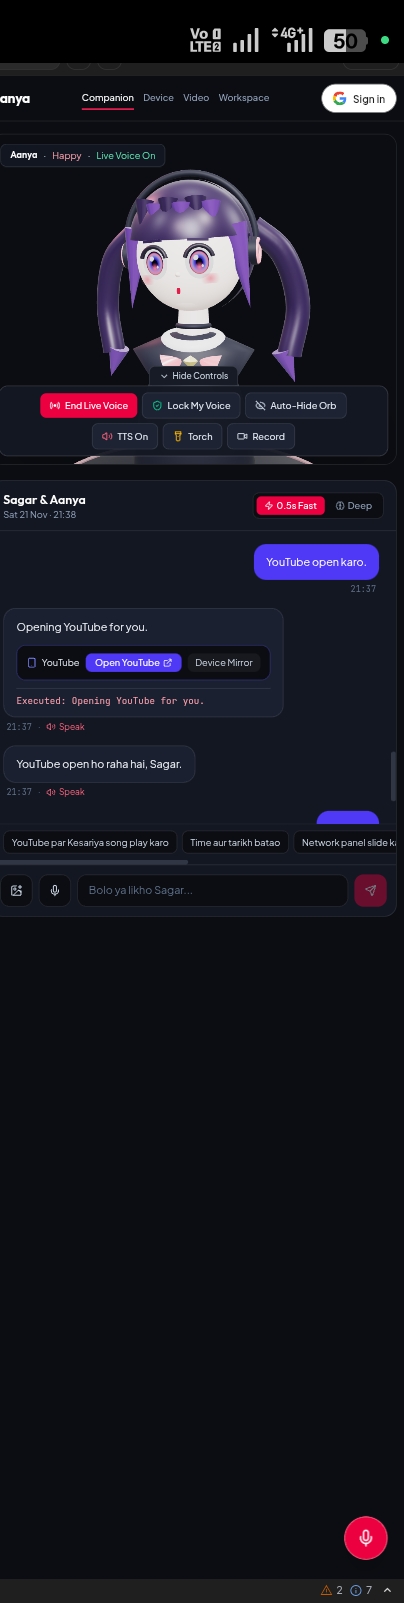 Vo 1
LTE2
4G+
50
anya
Companion Device Video Workspace
Sign in
Aanya · Happy · Live Voice On
Hide Controls
End Live Voice Lock My Voice Auto-Hide Orb
TTS On Torch Record
Sagar & Aanya
Sat 21 Nov · 21:38
0.5s Fast Deep
YouTube open karo.
21:37
Opening YouTube for you.
YouTube Open YouTube Device Mirror
Executed: Opening YouTube for you.
21:37 · Speak
YouTube open ho raha hai, Sagar.
21:37 · Speak
YouTube par Kesariya song play karo Time aur tarikh batao Network panel slide ka
Bolo ya likho Sagar...
2 7